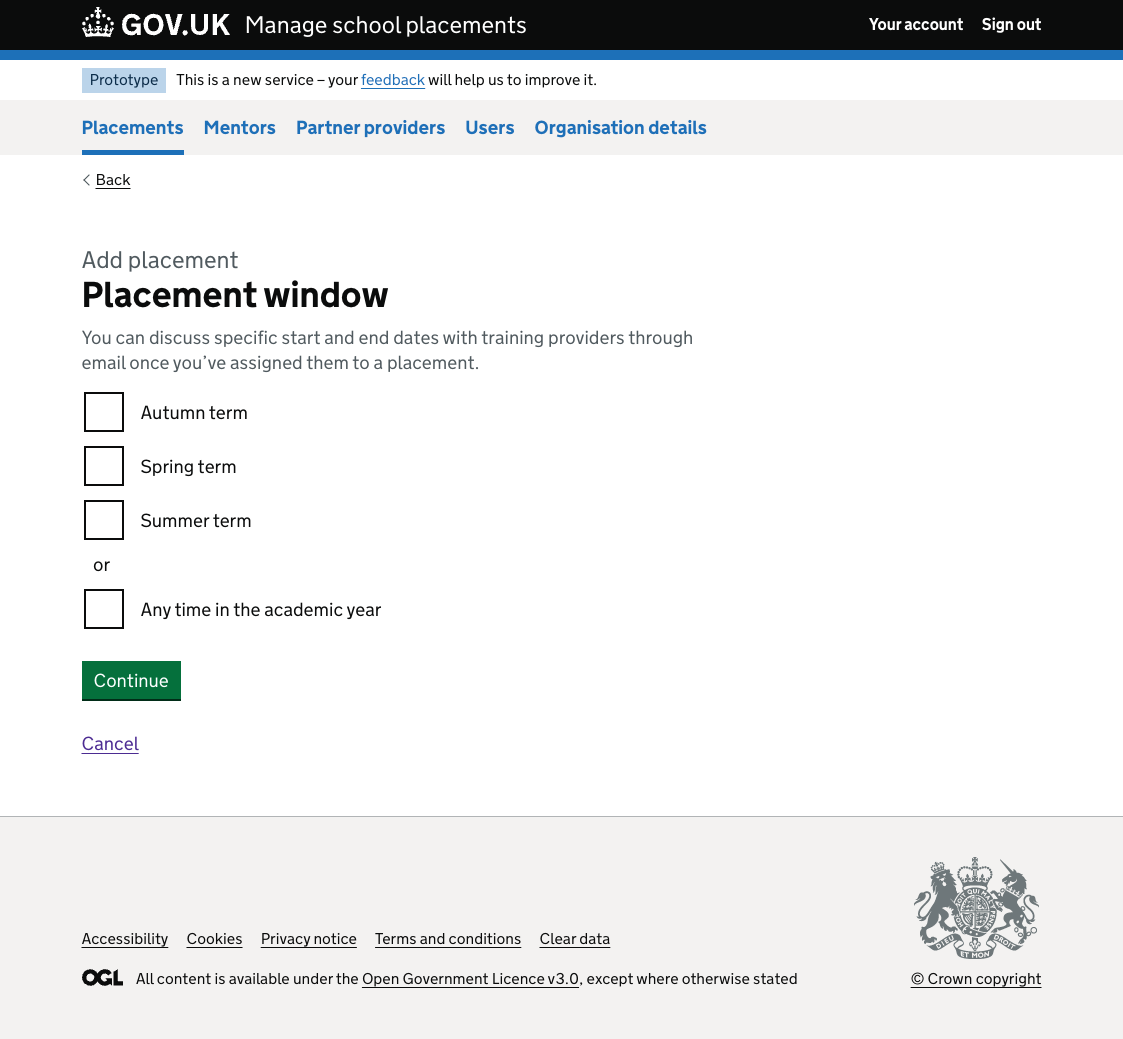 GOV.UK Manage school placements Your account Sign out
Prototype This is a new service – your feedback will help us to improve it.
Placements Mentors Partner providers Users Organisation details
Back
Add placement
Placement window
You can discuss specific start and end dates with training providers through
email once you’ve assigned them to a placement.
Autumn term
Spring term
Summer term
or
Any time in the academic year
Continue
Cancel
DIEU ET MON DROIT
Accessibility Cookies Privacy notice Terms and conditions Clear data
OGL All content is available under the Open Government Licence v3.0, except where otherwise stated
© Crown copyright